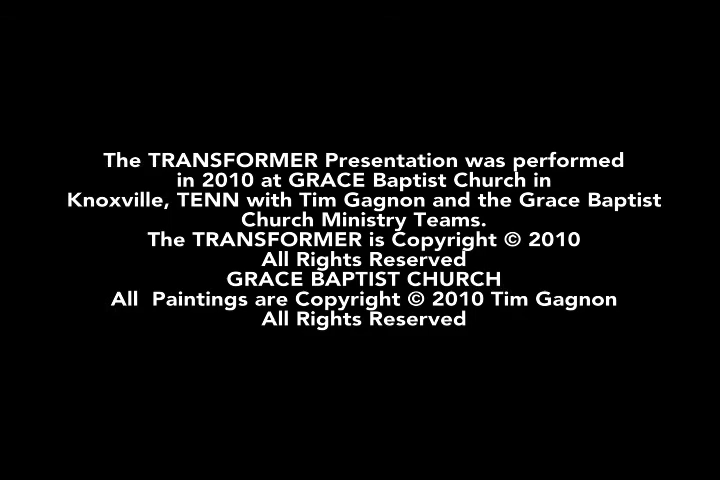 The TRANSFORMER Presentation was performed
in 2010 at GRACE Baptist Church in
Knoxville, TENN with Tim Gagnon and the Grace Baptist
Church Ministry Teams.
The TRANSFORMER is Copyright © 2010
All Rights Reserved
GRACE BAPTIST CHURCH
All  Paintings are Copyright © 2010 Tim Gagnon
All Rights Reserved